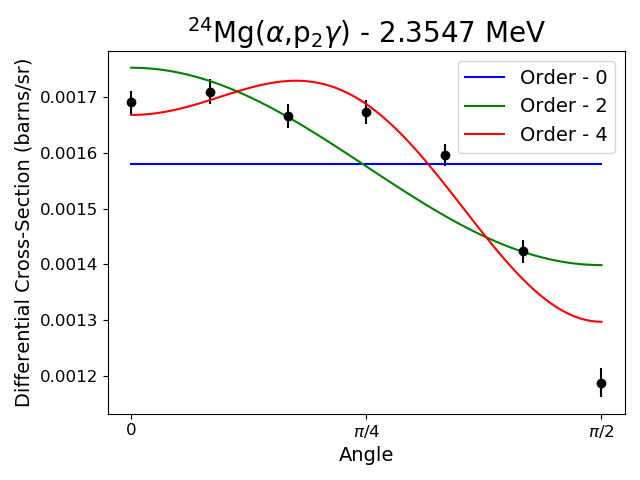 ²⁴Mg(α,p₂γ) - 2.3547 MeV
Differential Cross-Section (barns/sr)
0.0017
0.0016
0.0015
0.0014
0.0013
0.0012
Order - 0
Order - 2
Order - 4
0
π/4
π/2
Angle